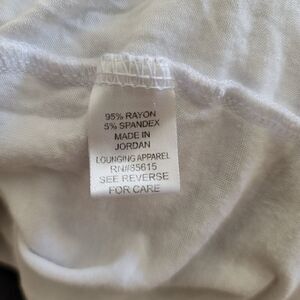 95% RAYON
5% SPANDEX
MADE IN
JORDAN
LOUNGING APPAREL
RN#85615
SEE REVERSE
FOR CARE